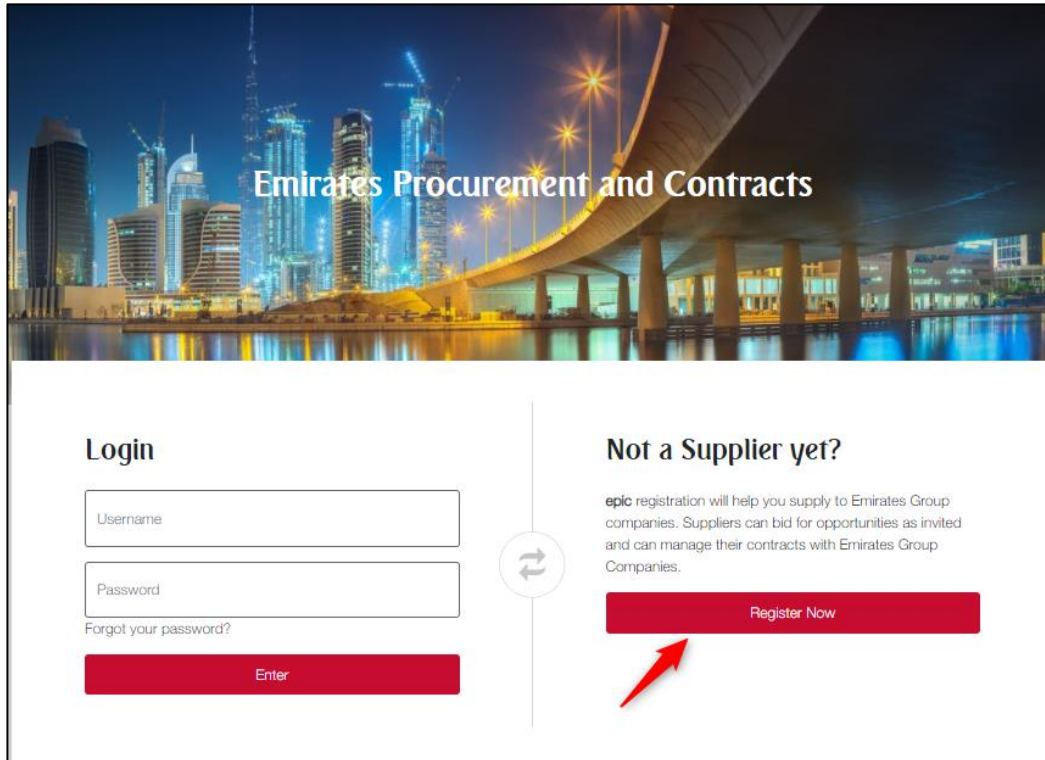 Emirates Procurement and Contracts
Login
Username
Password
Forgot your password?
Enter
Not a Supplier yet?
epic registration will help you supply to Emirates Group
companies. Suppliers can bid for opportunities as invited
and can manage their contracts with Emirates Group
Companies.
Register Now